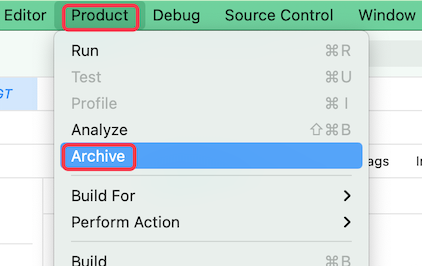 Editor Product Debug Source Control Window
Run ⌘R
GT
Test ⌘U
Profile ⌘I
Analyze ⇧⌘B
Archive
ags
Build For
Perform Action
Build ⌘B